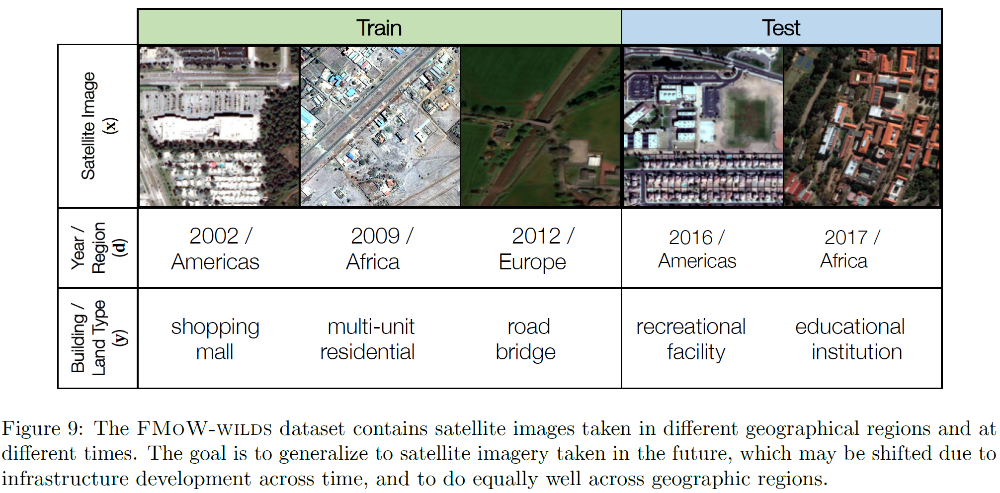 Train
Test
Satellite Image
(x)
Year /
Region
(d)
2002 /
Americas
2009 /
Africa
2012 /
Europe
2016 /
Americas
2017 /
Africa
Building /
Land Type
(y)
shopping
mall
multi-unit
residential
road
bridge
recreational
facility
educational
institution
Figure 9: The FMoW-WILDS dataset contains satellite images taken in different geographical regions and at
different times. The goal is to generalize to satellite imagery taken in the future, which may be shifted due to
infrastructure development across time, and to do equally well across geographic regions.